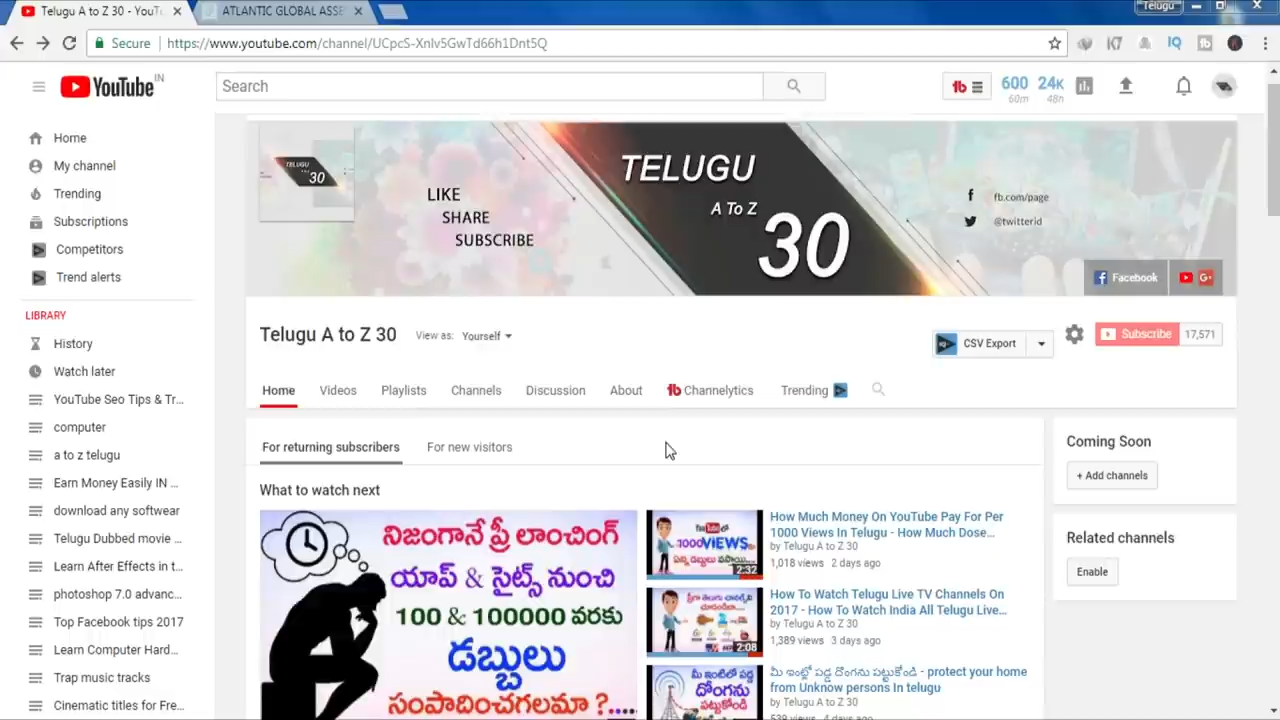 Telugu A to Z 30 - YouT
ATLANTIC GLOBAL ASSE
Telugu
Secure
https://www.youtube.com/channel/UCpcS-Xnlv5GwTd66h1Dnt5Q
YouTube IN
Search
600
60m
24K
48h
Home
My channel
Trending
Subscriptions
Competitors
Trend alerts
LIBRARY
History
Watch later
YouTube Seo Tips & Tr...
computer
a to z telugu
Earn Money Easily IN ...
download any softwear
Telugu Dubbed movie ...
Learn After Effects in t...
photoshop 7.0 advanc...
Top Facebook tips 2017
Learn Computer Hard...
Trap music tracks
Cinematic titles for Fre...
TELUGU
30
LIKE
SHARE
SUBSCRIBE
TELUGU
A To Z
30
fb.com/page
@twitterid
Facebook
Telugu A to Z 30
View as: Yourself
CSV Export
Subscribe 17,571
Home
Videos
Playlists
Channels
Discussion
About
Channelytics
Trending
For returning subscribers
For new visitors
What to watch next
నిజంగానే ఫ్రీ లాంచింగ్
యాప్ & సైట్స్ నుంచి
100 & 100000 వరకు
డబ్బులు
సంపాదించగలమా ?....
1000VIEWS
2:32
How Much Money On YouTube Pay For Per
1000 Views In Telugu - How Much Dose...
by Telugu A to Z 30
1,018 views 2 days ago
2:08
How To Watch Telugu Live TV Channels On
2017 - How To Watch India All Telugu Live...
by Telugu A to Z 30
1,389 views 3 days ago
మీ ఇంట్లో పడ్డ
దొంగను
పట్టుకోండి
మీ ఇంట్లో పడ్డ దొంగను పట్టుకోండి - protect your home
from Unknow persons In telugu
by Telugu A to Z 30
539 views 4 days ago
Coming Soon
+ Add channels
Related channels
Enable